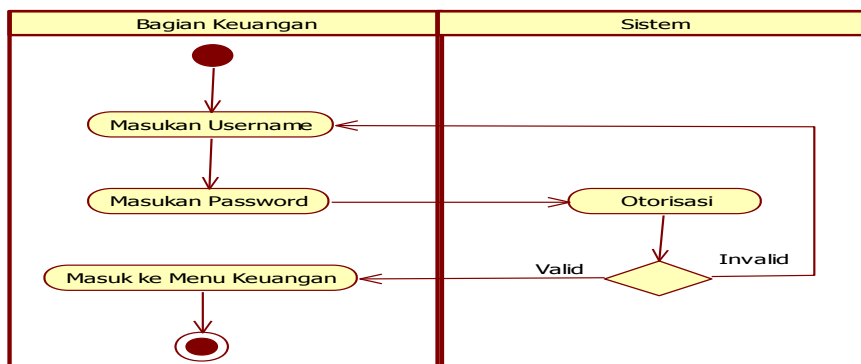 Bagian Keuangan
Sistem
Masukan Username
Masukan Password
Otorisasi
Valid
Invalid
Masuk ke Menu Keuangan